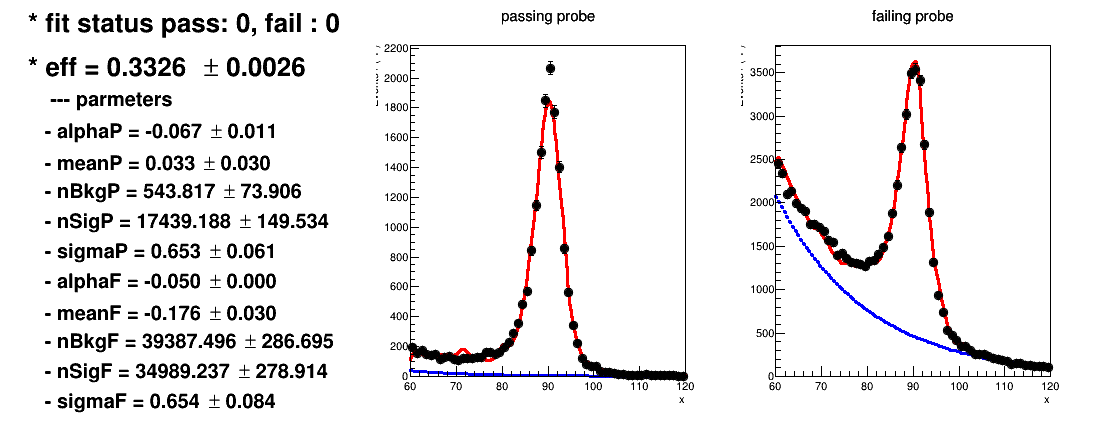 * fit status pass: 0, fail : 0
* eff = 0.3326 ± 0.0026
--- parmeters
- alphaP = -0.067 ± 0.011
- meanP = 0.033 ± 0.030
- nBkgP = 543.817 ± 73.906
- nSigP = 17439.188 ± 149.534
- sigmaP = 0.653 ± 0.061
- alphaF = -0.050 ± 0.000
- meanF = -0.176 ± 0.030
- nBkgF = 39387.496 ± 286.695
- nSigF = 34989.237 ± 278.914
- sigmaF = 0.654 ± 0.084
passing probe
2200
2000
1800
1600
1400
1200
1000
800
600
400
200
0
60 70 80 90 100 110 120
x
failing probe
3500
3000
2500
2000
1500
1000
500
0
60 70 80 90 100 110 120
x